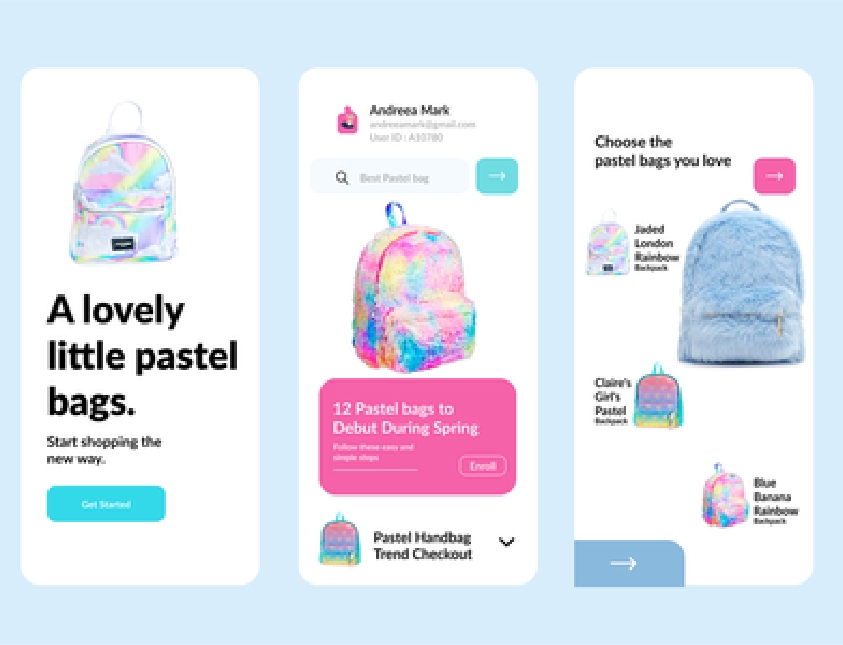 A lovely
little pastel
bags.
Start shopping the
new way.
Get Started
Andreea Mark
andreeamark@gmail.com
User ID : A10780
Best Pastel bag
12 Pastel bags to
Debut During Spring
Follow these easy and
simple steps
Enroll
Pastel Handbag
Trend Checkout
Choose the
pastel bags you love
Jaded
London
Rainbow
Backpack
Claire's
Girl's
Pastel
Backpack
Blue
Banana
Rainbow
Backpack